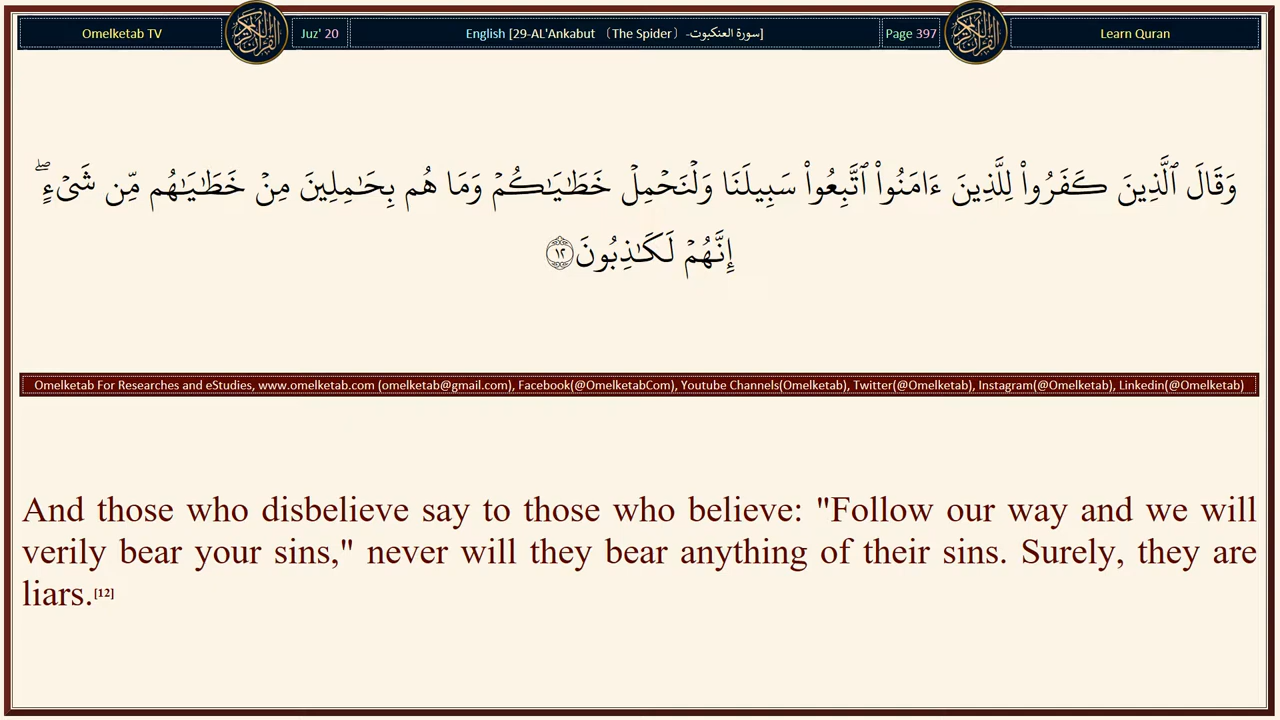 Omelketab TV
Juz' 20
English [29-AL'Ankabut （The Spider） -سورة العنكبوت]
Page 397
Learn Quran
وَقَالَ ٱلَّذِينَ كَفَرُوا۟ لِلَّذِينَ ءَامَنُوا۟ ٱتَّبِعُوا۟ سَبِيلَنَا وَلْنَحْمِلْ خَطَـٰيَـٰكُمْ وَمَا هُم بِحَـٰمِلِينَ مِنْ خَطَـٰيَـٰهُم مِّن شَىْءٍ ۖ
إِنَّهُمْ لَكَـٰذِبُونَ ١٢
Omelketab For Researches and eStudies, www.omelketab.com (omelketab@gmail.com), Facebook(@OmelketabCom), Youtube Channels(Omelketab), Twitter(@Omelketab), Instagram(@Omelketab), Linkedin(@Omelketab)
And those who disbelieve say to those who believe: "Follow our way and we will
verily bear your sins," never will they bear anything of their sins. Surely, they are
liars.[12]